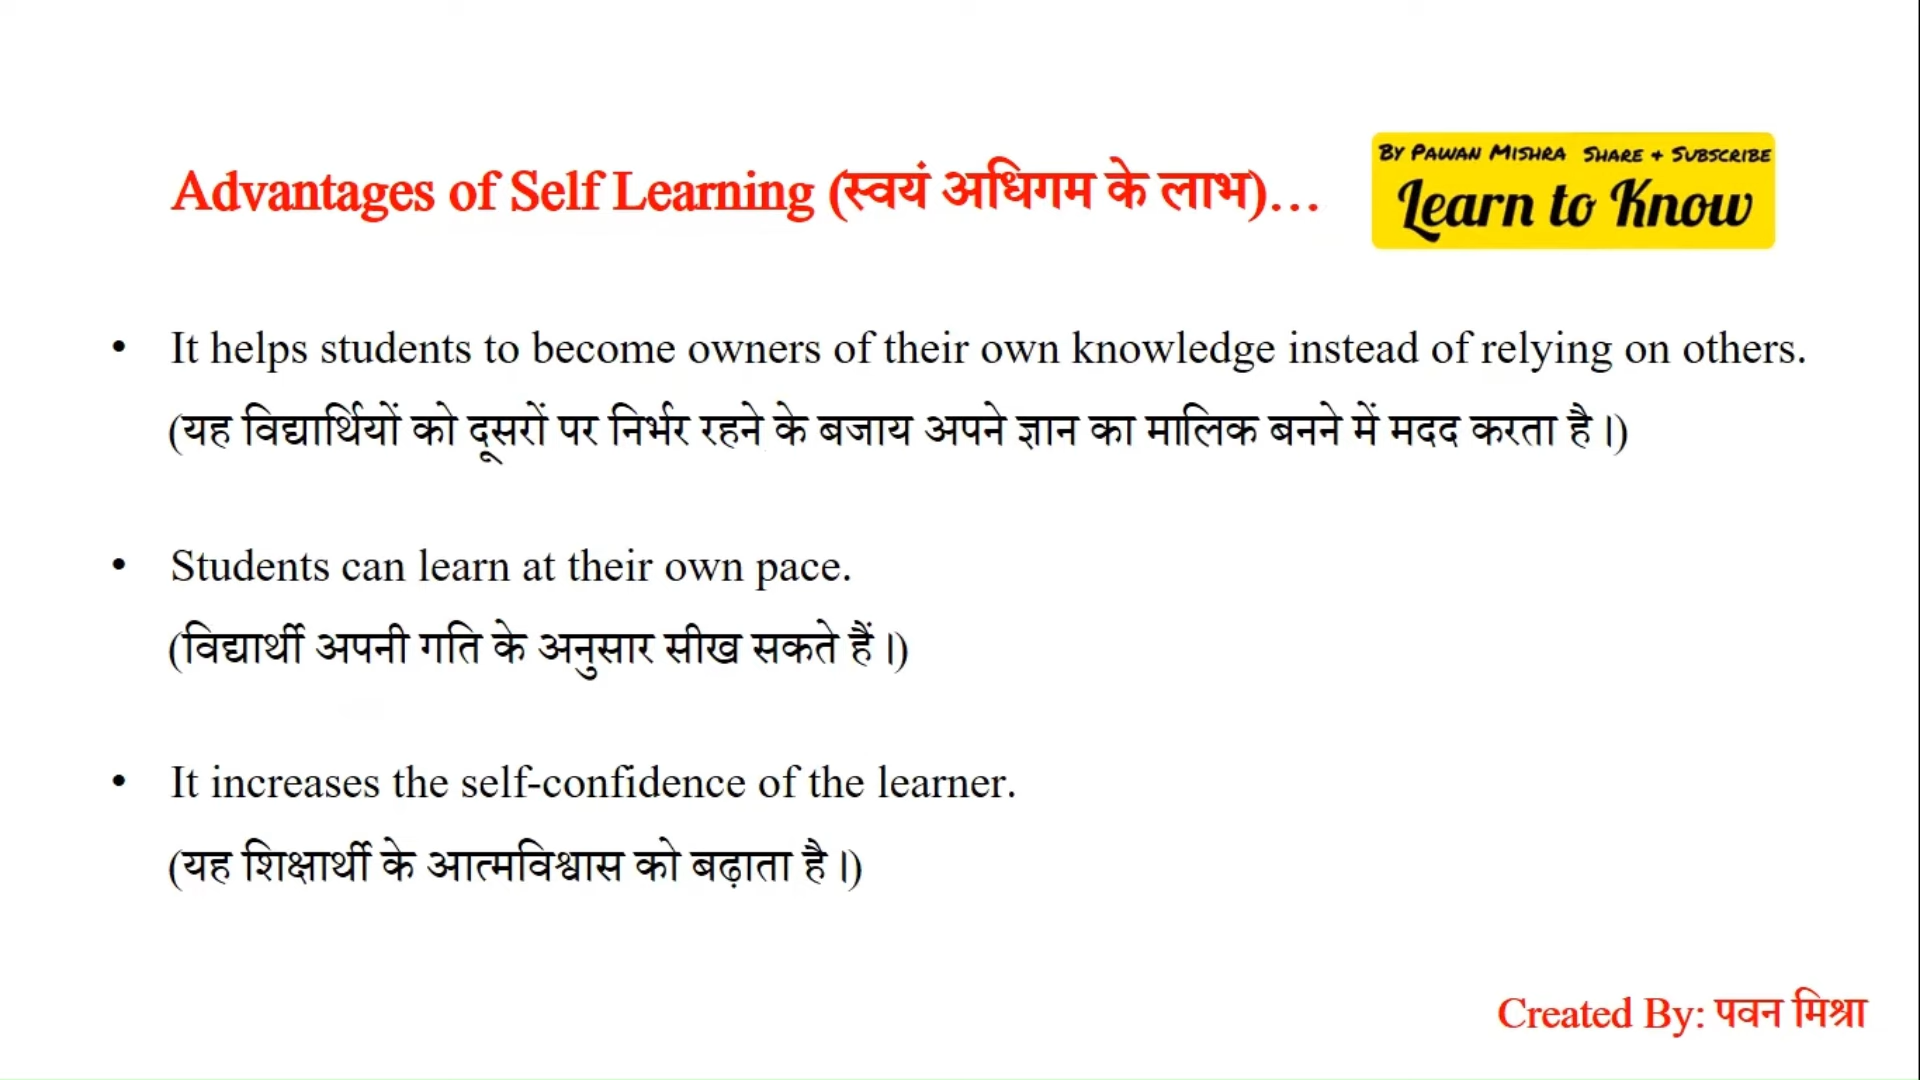 Advantages of Self Learning (स्वयं अधिगम के लाभ)...
By Pawan Mishra Share + Subscribe
Learn to Know
• It helps students to become owners of their own knowledge instead of relying on others.
(यह विद्यार्थियों को दूसरों पर निर्भर रहने के बजाय अपने ज्ञान का मालिक बनने में मदद करता है।)
• Students can learn at their own pace.
(विद्यार्थी अपनी गति के अनुसार सीख सकते हैं।)
• It increases the self-confidence of the learner.
(यह शिक्षार्थी के आत्मविश्वास को बढ़ाता है।)
Created By: पवन मिश्रा